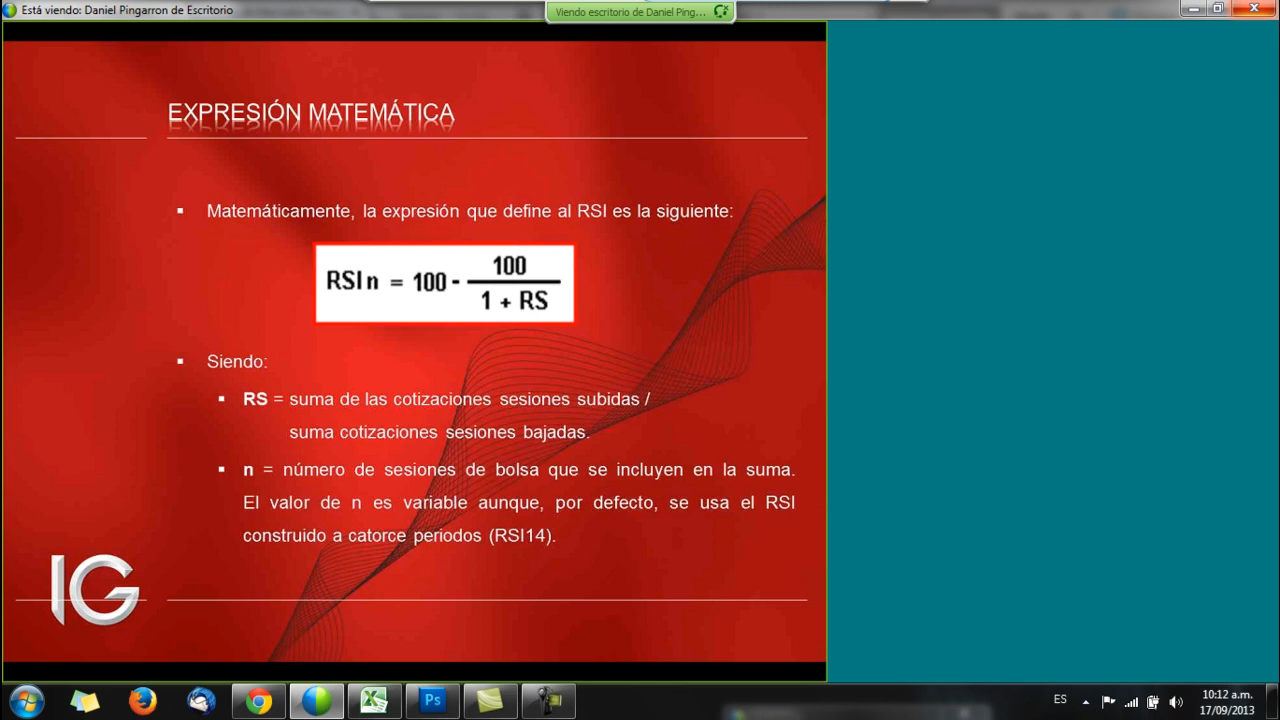 Está viendo: Daniel Pingarron de Escritorio
Viendo escritorio de Daniel Ping...
EXPRESIÓN MATEMÁTICA
▪ Matemáticamente, la expresión que define al RSI es la siguiente:
RSI n = 100 - 100
1 + RS
▪ Siendo:
▪ RS = suma de las cotizaciones sesiones subidas /
suma cotizaciones sesiones bajadas.
▪ n = número de sesiones de bolsa que se incluyen en la suma.
El valor de n es variable aunque, por defecto, se usa el RSI
construido a catorce periodos (RSI14).
IG
Ps
ES
10:12 a.m.
17/09/2013